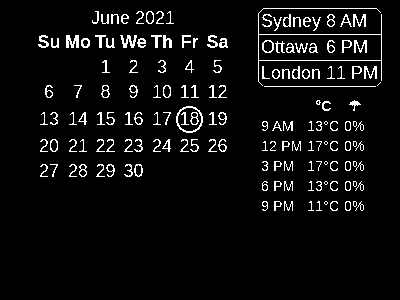 June 2021
Su Mo Tu We Th Fr Sa
1 2 3 4 5
6 7 8 9 10 11 12
13 14 15 16 17 18 19
20 21 22 23 24 25 26
27 28 29 30
Sydney 8 AM
Ottawa 6 PM
London 11 PM
°C ☂
9 AM 13°C 0%
12 PM 17°C 0%
3 PM 17°C 0%
6 PM 13°C 0%
9 PM 11°C 0%